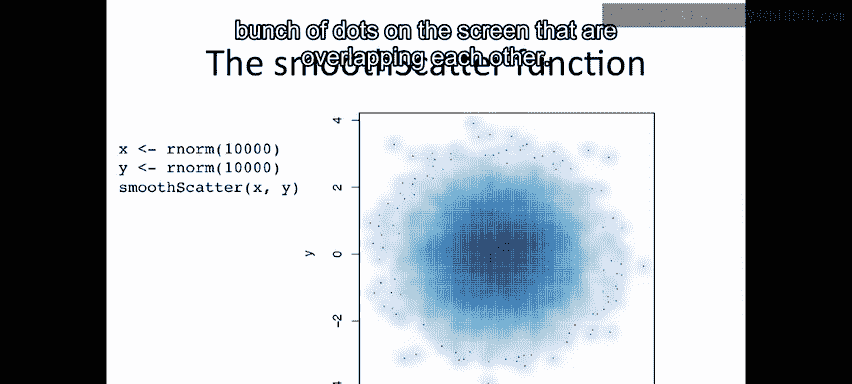 bunch of dots on the screen that are
overlapping each other.
The smoothScatter function
x <- rnorm(10000)
y <- rnorm(10000)
smoothScatter(x, y)
4
2
0
-2
y